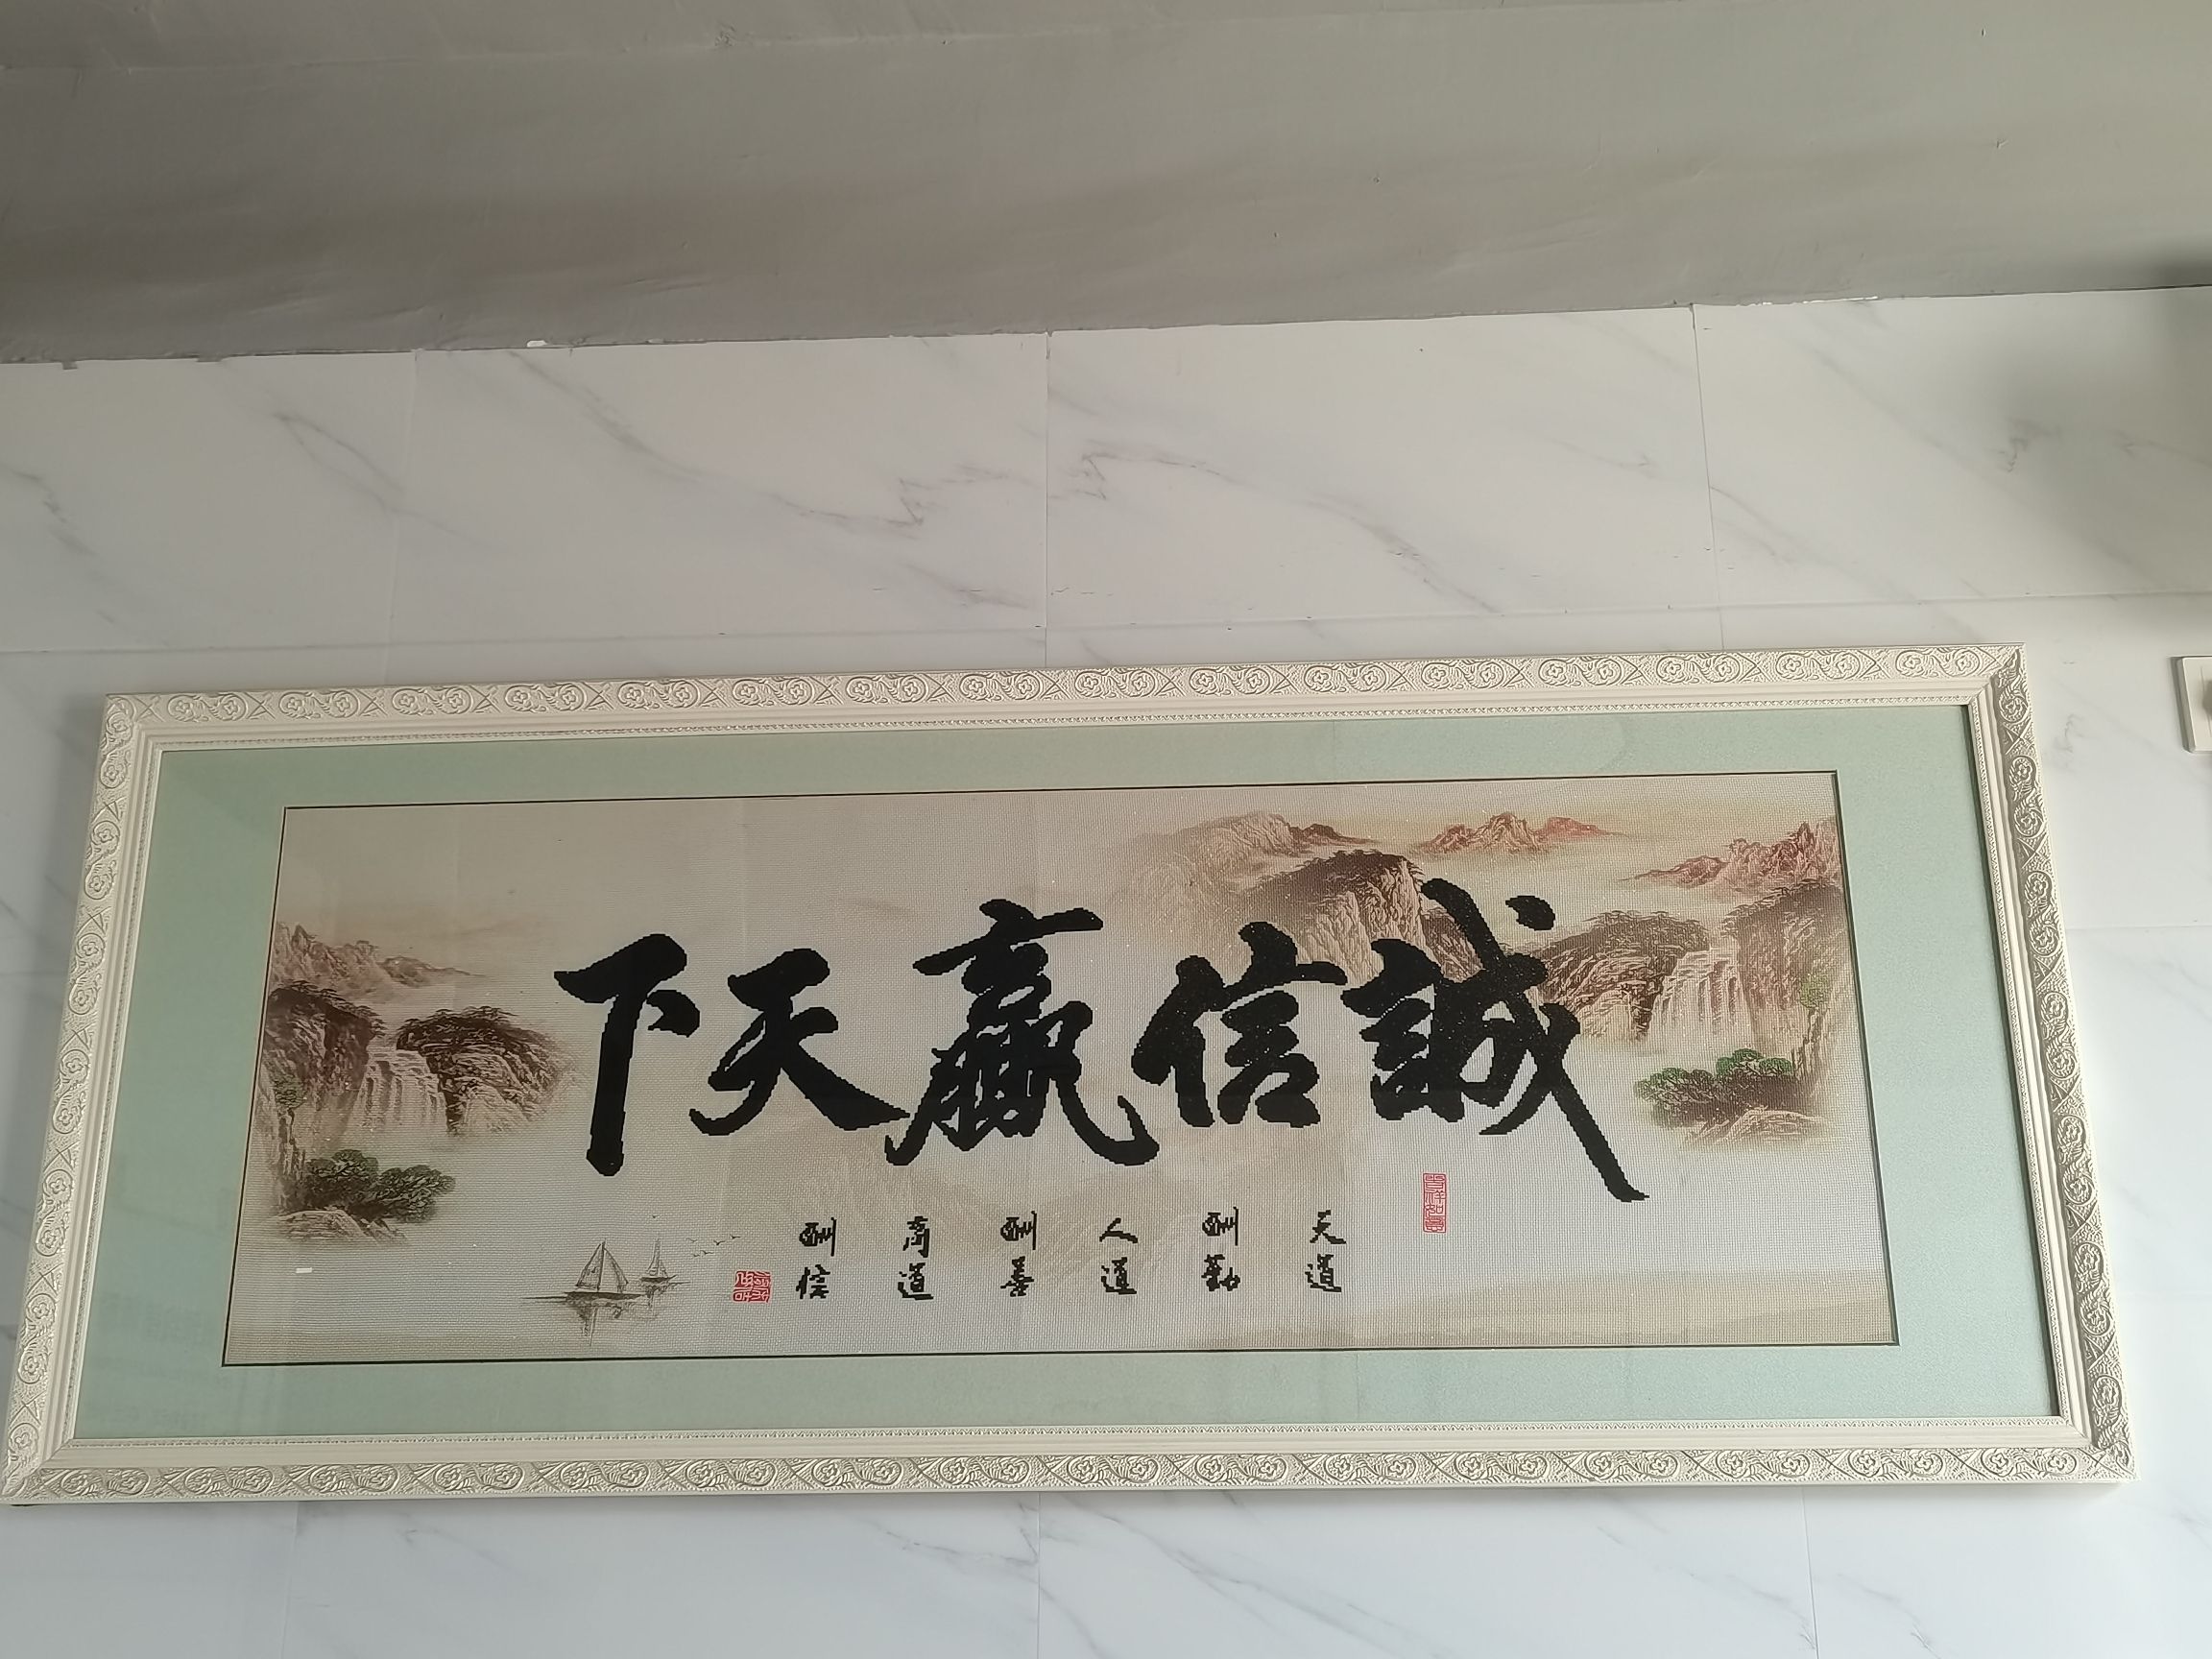 誠信贏天下
天道
酬勤
人道
酬善
商道
酬信